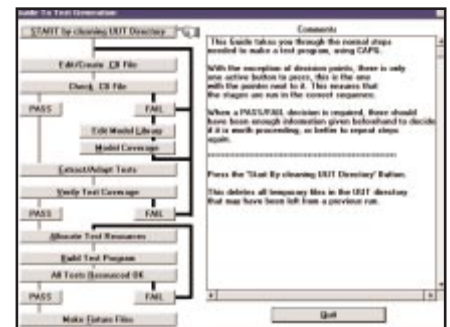 Guide To Test Generation
START by cleaning UUT Directory
Edit/Create .CII File
Check .CII File
PASS
FAIL
Edit Model Library
Model Coverage
Extract/Adapt Tests
Verify Test Coverage
PASS
FAIL
Allocate Test Resources
Build Test Program
All Tests Resourced OK
PASS
FAIL
Make Fixture Files
Comments
This Guide takes you through the normal steps
needed to make a test program, using CAPG.
With the exception of decision points, there is only
one active button to press, this is the one
with the pointer next to it. This ensures that
the stages are run in the correct sequence.
When a PASS/FAIL decision is required, there should
have been enough information given beforehand to decide
if it is worth proceeding, or better to repeat steps
again.
Press the 'Start By cleaning UUT Directory' Button.
This deletes all temporary files in the UUT directory
that may have been left from a previous run.
Quit